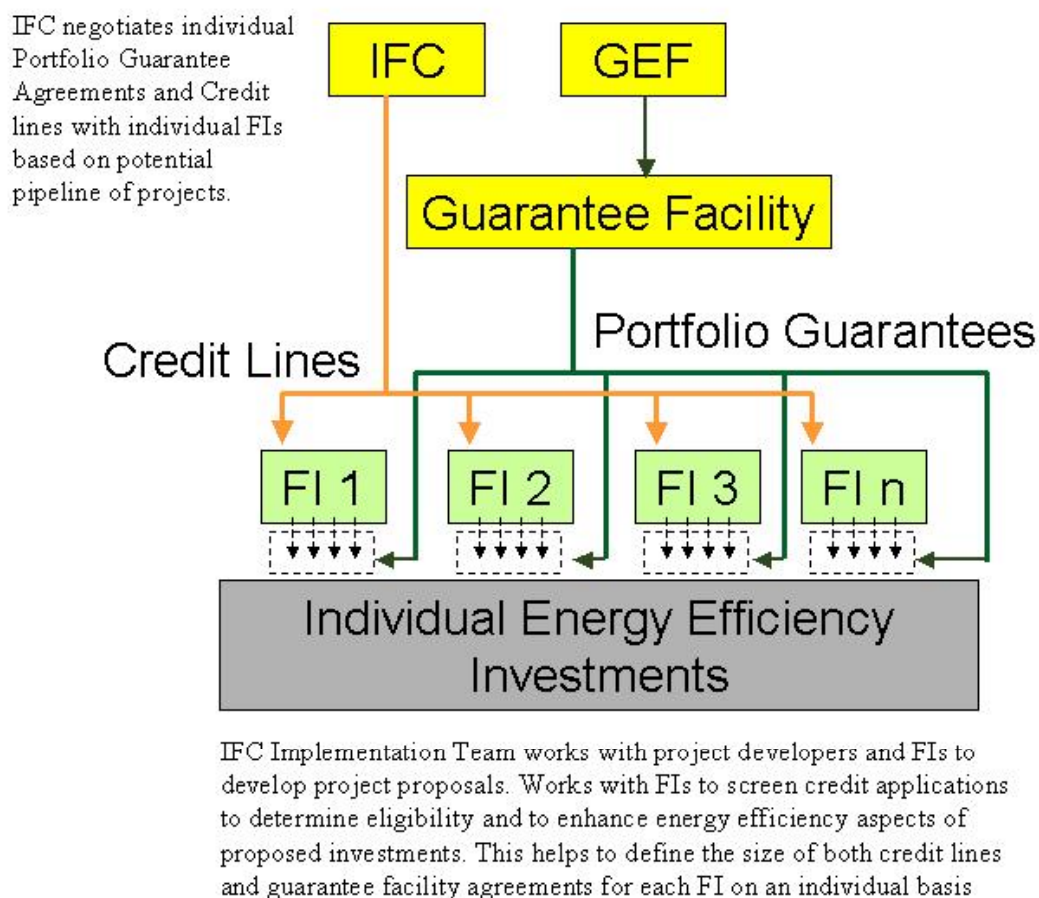 IFC negotiates individual
Portfolio Guarantee
Agreements and Credit
lines with individual FIs
based on potential
pipeline of projects.
IFC
GEF
Guarantee Facility
Portfolio Guarantees
Credit Lines
FI 1
FI 2
FI 3
FI n
Individual Energy Efficiency
Investments
IFC Implementation Team works with project developers and FIs to
develop project proposals. Works with FIs to screen credit applications
to determine eligibility and to enhance energy efficiency aspects of
proposed investments. This helps to define the size of both credit lines
and guarantee facility agreements for each FI on an individual basis